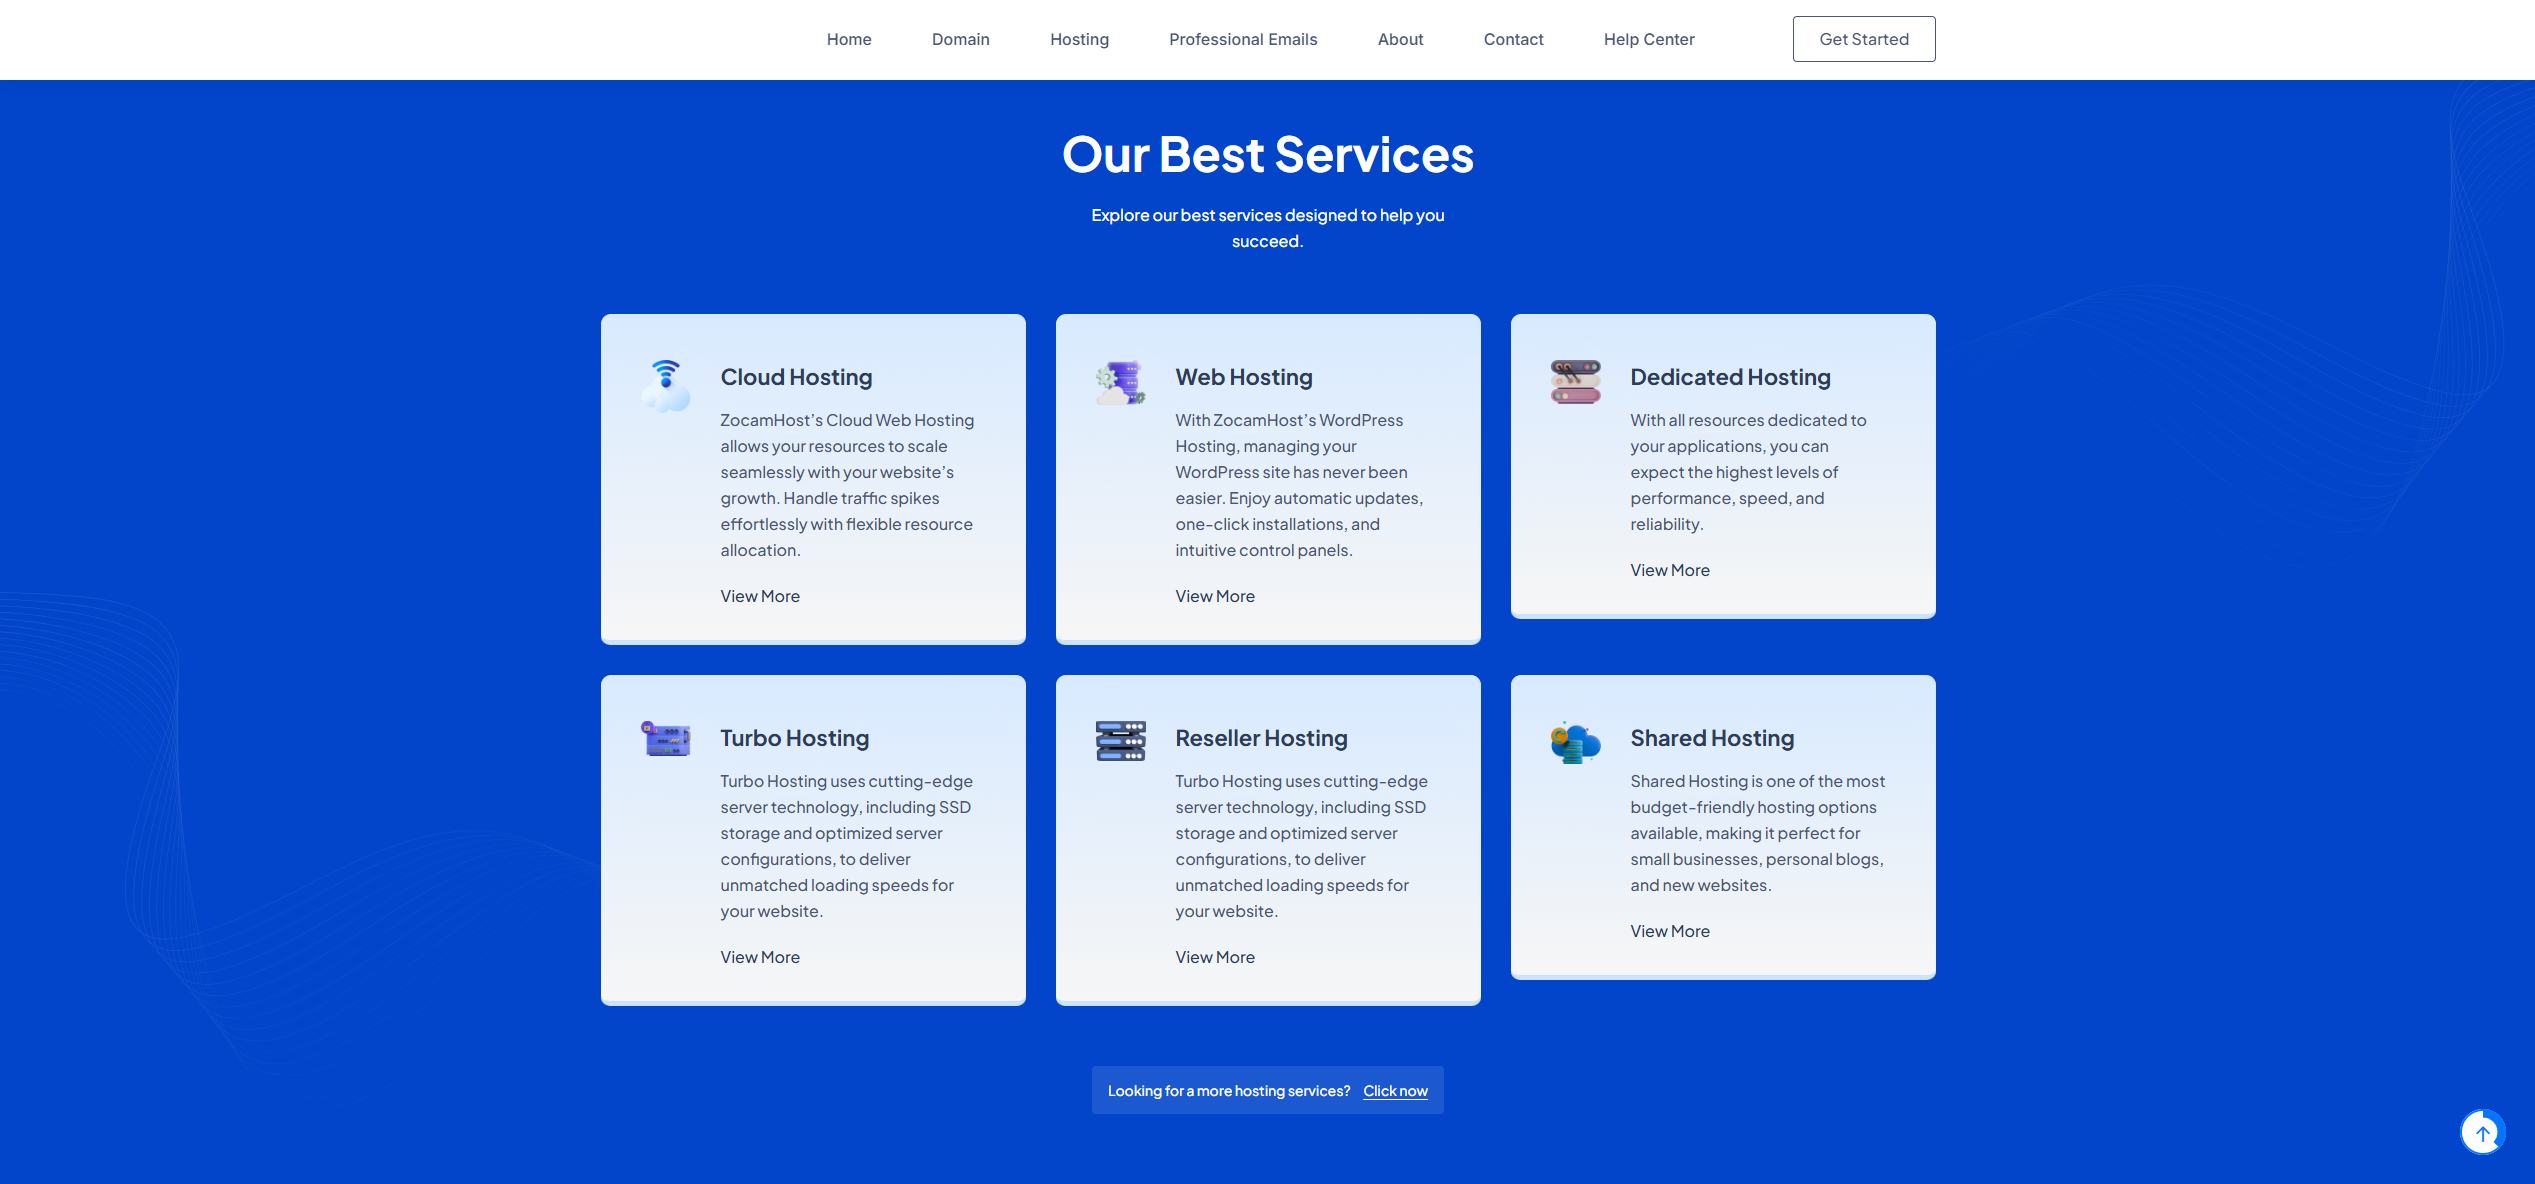 Home
Domain
Hosting
Professional Emails
About
Contact
Help Center
Get Started
Our Best Services
Explore our best services designed to help you
succeed.
Cloud Hosting
ZocamHost's Cloud Web Hosting
allows your resources to scale
seamlessly with your website's
growth. Handle traffic spikes
effortlessly with flexible resource
allocation.
View More
Web Hosting
With ZocamHost's WordPress
Hosting, managing your
WordPress site has never been
easier. Enjoy automatic updates,
one-click installations, and
intuitive control panels.
View More
Dedicated Hosting
With all resources dedicated to
your applications, you can
expect the highest levels of
performance, speed, and
reliability.
View More
Turbo Hosting
Turbo Hosting uses cutting-edge
server technology, including SSD
storage and optimized server
configurations, to deliver
unmatched loading speeds for
your website.
View More
Reseller Hosting
Turbo Hosting uses cutting-edge
server technology, including SSD
storage and optimized server
configurations, to deliver
unmatched loading speeds for
your website.
View More
Shared Hosting
Shared Hosting is one of the most
budget-friendly hosting options
available, making it perfect for
small businesses, personal blogs,
and new websites.
View More
Looking for a more hosting services? Click now